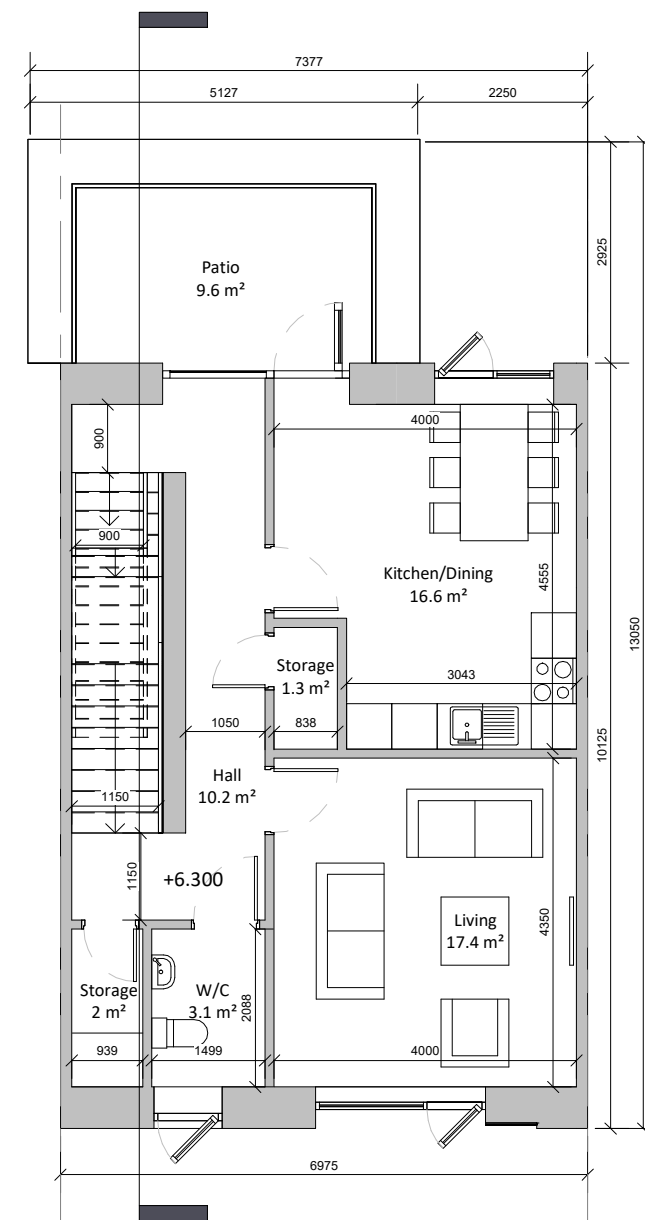 7377
5127
2250
2925
Patio
9.6 m²
4000
900
900
Kitchen/Dining
16.6 m²
4555
13050
Storage
1.3 m²
3043
1050
838
10125
Hall
10.2 m²
1150
1150
+6.300
Living
17.4 m²
4350
Storage
2 m²
W/C
3.1 m²
2088
939
1499
4000
6975